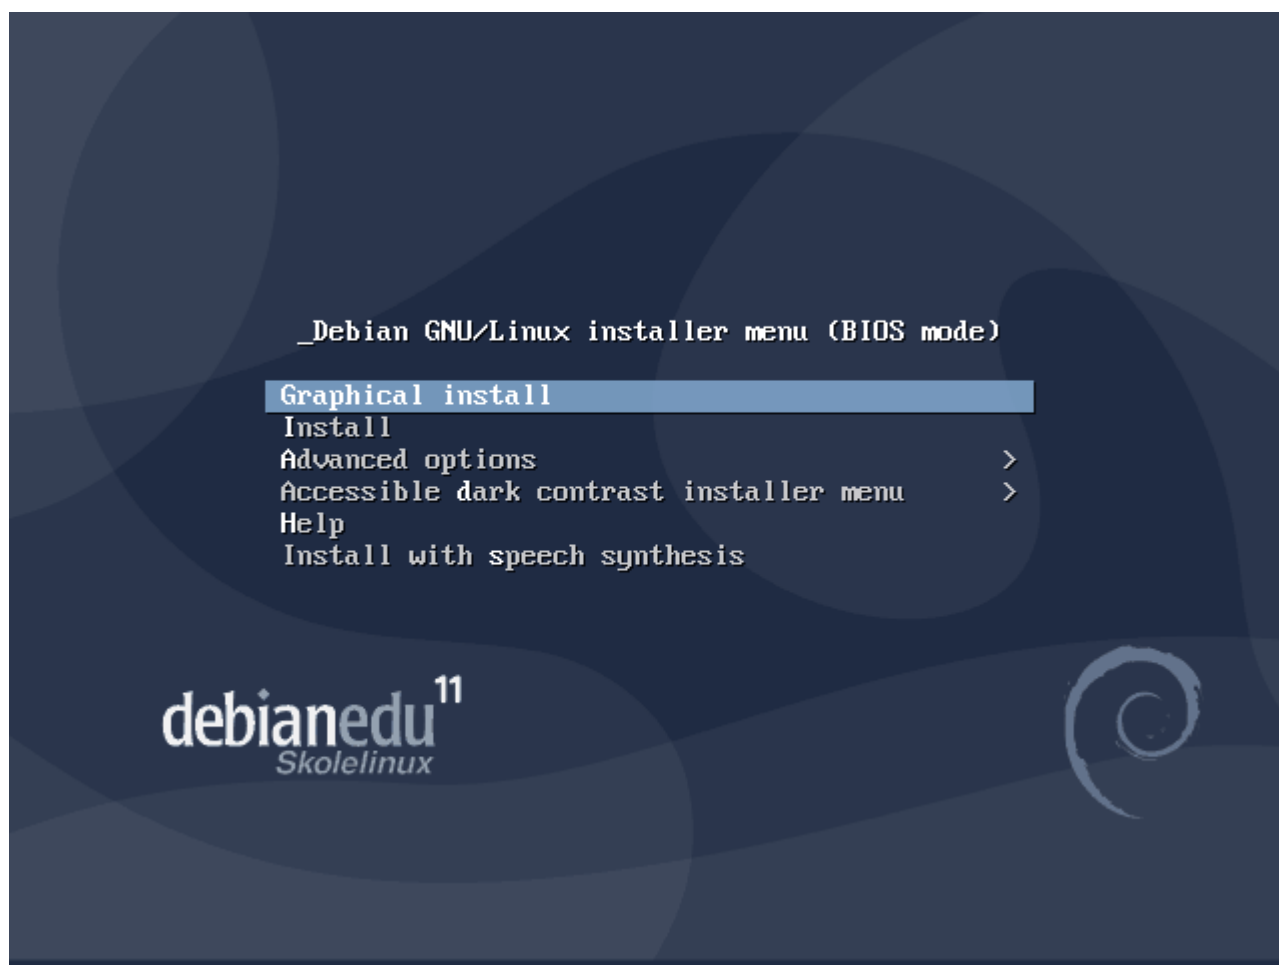 _Debian GNU/Linux installer menu (BIOS mode)
Graphical install
Install
Advanced options >
Accessible dark contrast installer menu >
Help
Install with speech synthesis
debianedu 11
Skolelinux